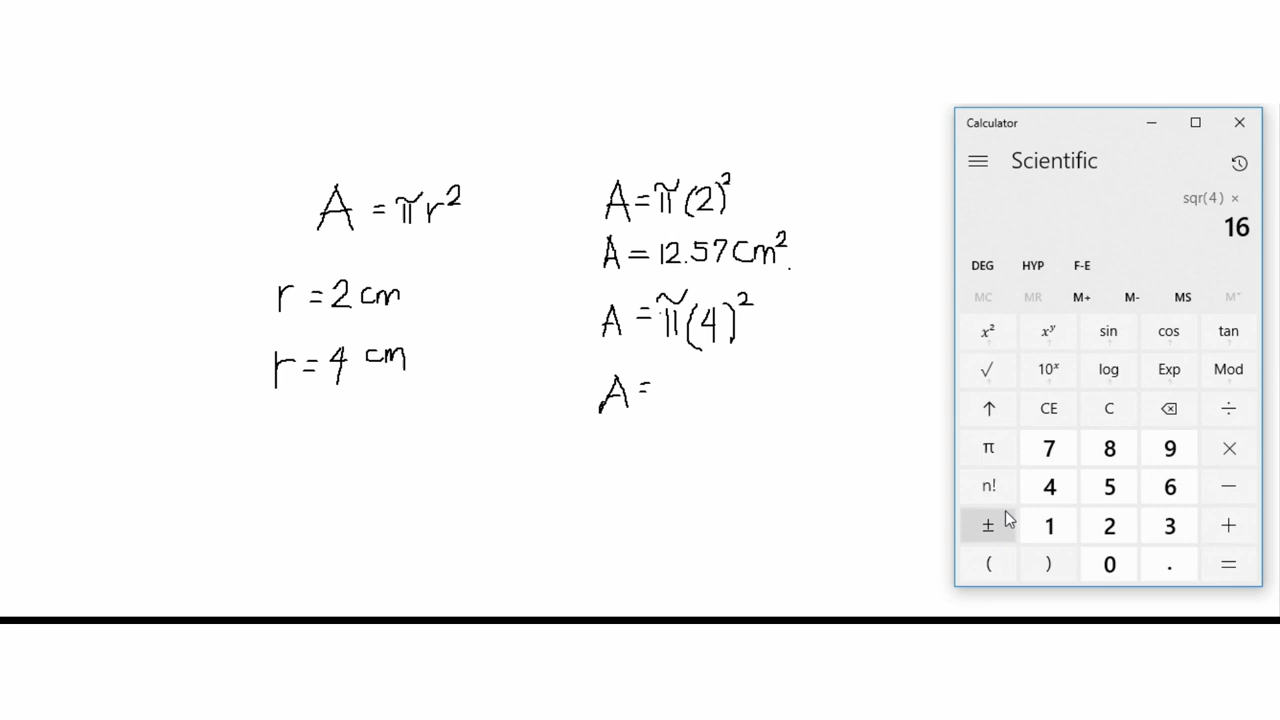 A = πr²
r = 2 cm
r = 4 cm
A = π(2)²
A = 12.57 cm².
A = π(4)²
A =
Calculator
Scientific
sqr(4) ×
16
DEG HYP F-E
MC MR M+ M- MS M˅
x² xʸ sin cos tan
√ 10ˣ log Exp Mod
↑ CE C ⌫ ÷
π 7 8 9 ×
n! 4 5 6 −
± 1 2 3 +
( ) 0 . =